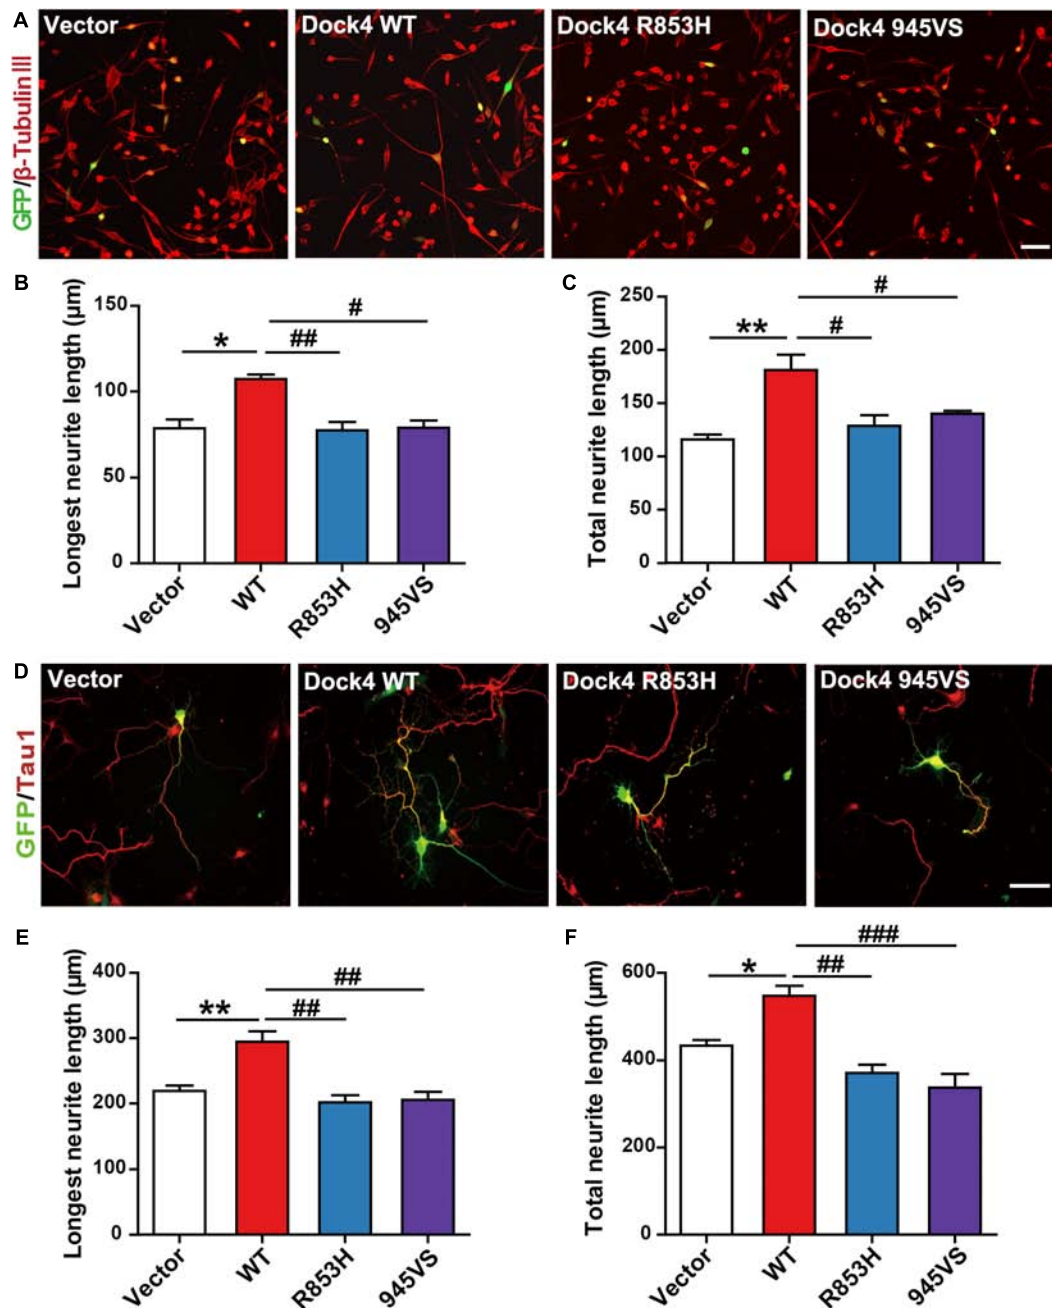 A
Vector
Dock4 WT
Dock4 R853H
Dock4 945VS
GFP/β-Tubulin III
B
Longest neurite length (μm)
150
100
50
0
*
##
#
Vector
WT
R853H
945VS
C
Total neurite length (μm)
250
200
150
100
50
0
**
#
#
Vector
WT
R853H
945VS
D
Vector
Dock4 WT
Dock4 R853H
Dock4 945VS
GFP/Tau1
E
Longest neurite length (μm)
400
300
200
100
0
**
##
##
Vector
WT
R853H
945VS
F
Total neurite length (μm)
600
400
200
0
*
##
###
Vector
WT
R853H
945VS